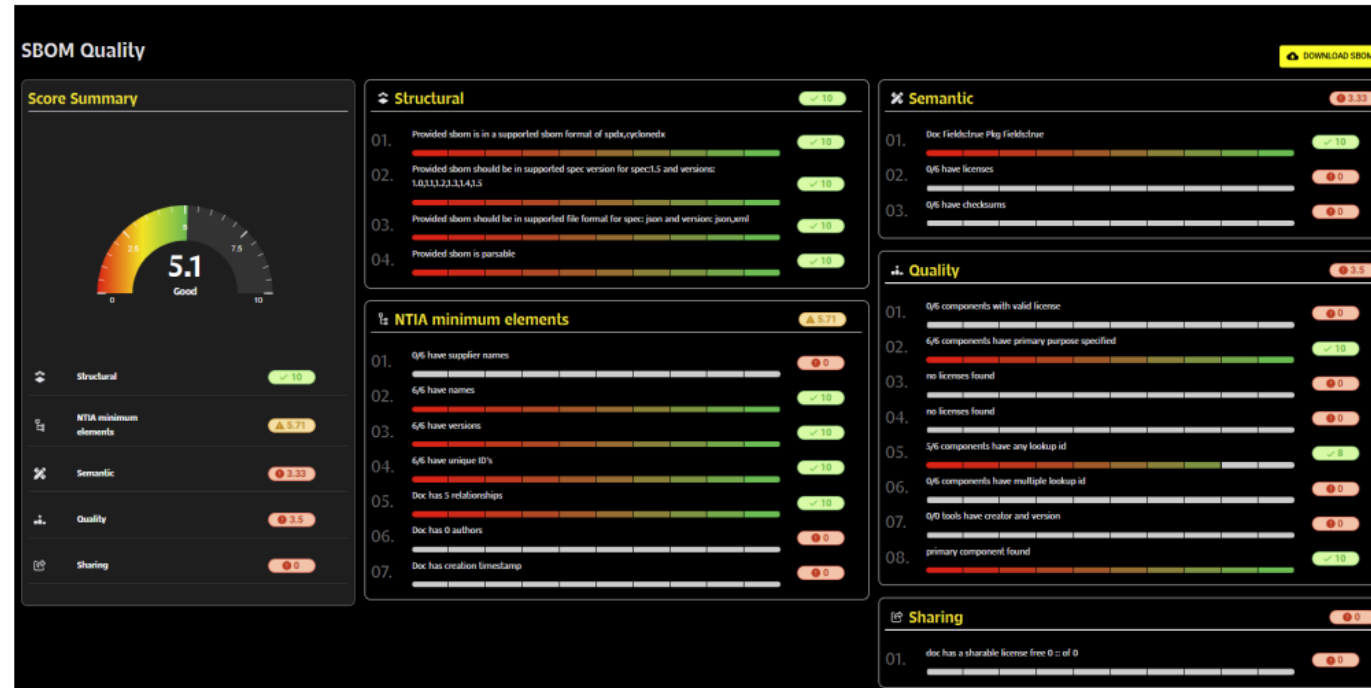 SBOM Quality
DOWNLOAD SBOM
Score Summary
0
2.5
5
7.5
10
5.1
Good
Structural
10
NTIA minimum
elements
5.71
Semantic
3.33
Quality
3.5
Sharing
0
Structural
10
01.
Provided sbom is in a supported sbom format of spdx,cyclonedx
10
02.
Provided sbom should be in supported spec version for spec:1.5 and versions:
1.0,1.1,1.2,1.3,1.4,1.5
10
03.
Provided sbom should be in supported file format for spec: json and version: json,xml
10
04.
Provided sbom is parsable
10
NTIA minimum elements
5.71
01.
0/6 have supplier names
0
02.
6/6 have names
10
03.
6/6 have versions
10
04.
6/6 have unique ID's
10
05.
Doc has 5 relationships
10
06.
Doc has 0 authors
0
07.
Doc has creation timestamp
0
Semantic
3.33
01.
Doc Fields:true Pkg Fields:true
10
02.
0/6 have licenses
0
03.
0/6 have checksums
0
Quality
3.5
01.
0/6 components with valid license
0
02.
6/6 components have primary purpose specified
10
03.
no licenses found
0
04.
no licenses found
0
05.
5/6 components have any lookup id
8
06.
0/6 components have multiple lookup id
0
07.
0/0 tools have creator and version
0
08.
primary component found
10
Sharing
0
01.
doc has a sharable license free 0 :: of 0
0